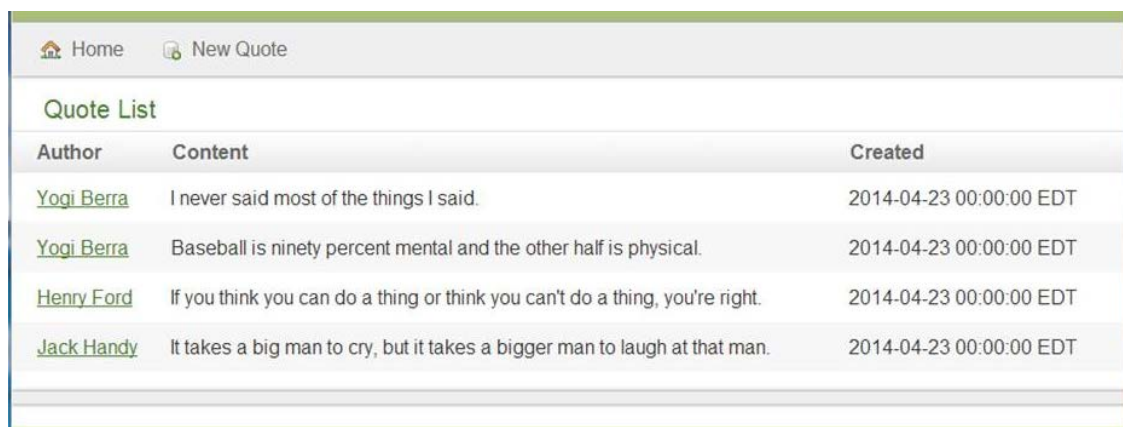 Home New Quote
Quote List
Author Content Created
Yogi Berra I never said most of the things I said. 2014-04-23 00:00:00 EDT
Yogi Berra Baseball is ninety percent mental and the other half is physical. 2014-04-23 00:00:00 EDT
Henry Ford If you think you can do a thing or think you can't do a thing, you're right. 2014-04-23 00:00:00 EDT
Jack Handy It takes a big man to cry, but it takes a bigger man to laugh at that man. 2014-04-23 00:00:00 EDT